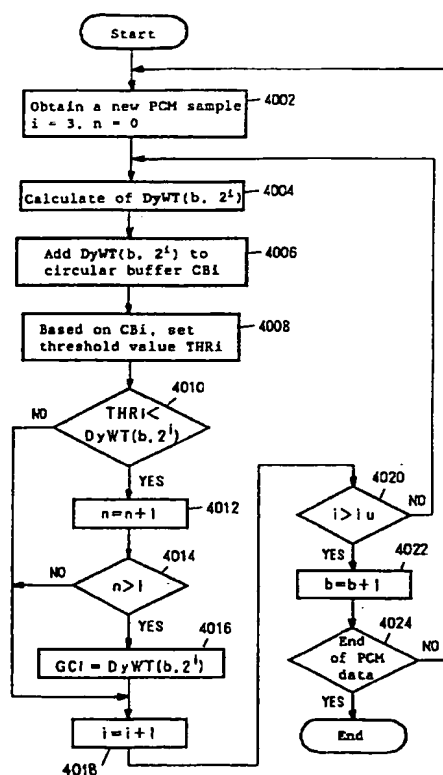 Start
Obtain a new PCM sample
i = 3, n = 0
4002
Calculate of DyWT(b, 2^i)
4004
Add DyWT(b, 2^i) to
circular buffer CBi
4006
Based on CBi, set
threshold value THRi
4008
4010
NO
THRi<
DyWT(b, 2^i)
YES
n=n+1
4012
4014
NO
n>1
YES
4016
GCi = DyWT(b, 2^i)
i=i+1
4018
4020
i>iu
NO
YES
4022
b=b+1
4024
End
of PCM
data
NO
YES
End